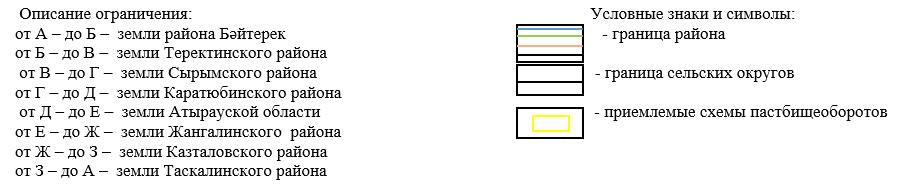 Описание ограничения:
от А – до Б – земли района Бәйтерек
от Б – до В – земли Теректинского района
от В – до Г – земли Сырымского района
от Г – до Д – земли Каратюбинского района
от Д – до Е – земли Атырауской области
от Е – до Ж – земли Жангалинского района
от Ж – до З – земли Казталовского района
от З – до А – земли Таскалинского района
Условные знаки и символы:
- граница района
- граница сельских округов
- приемлемые схемы пастбищеоборотов